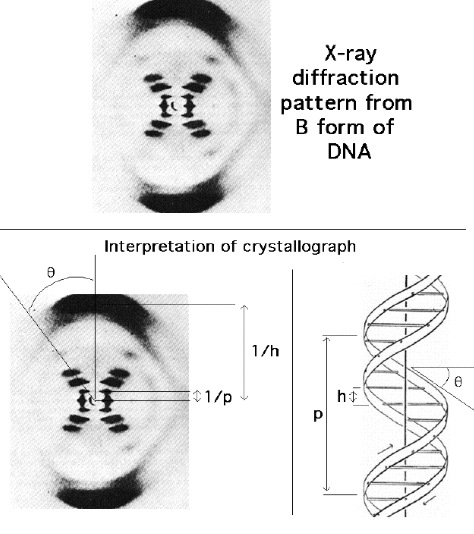 X-ray
diffraction
pattern from
B form of
DNA
Interpretation of crystallograph
θ
1/h
1/p
p
h
θ